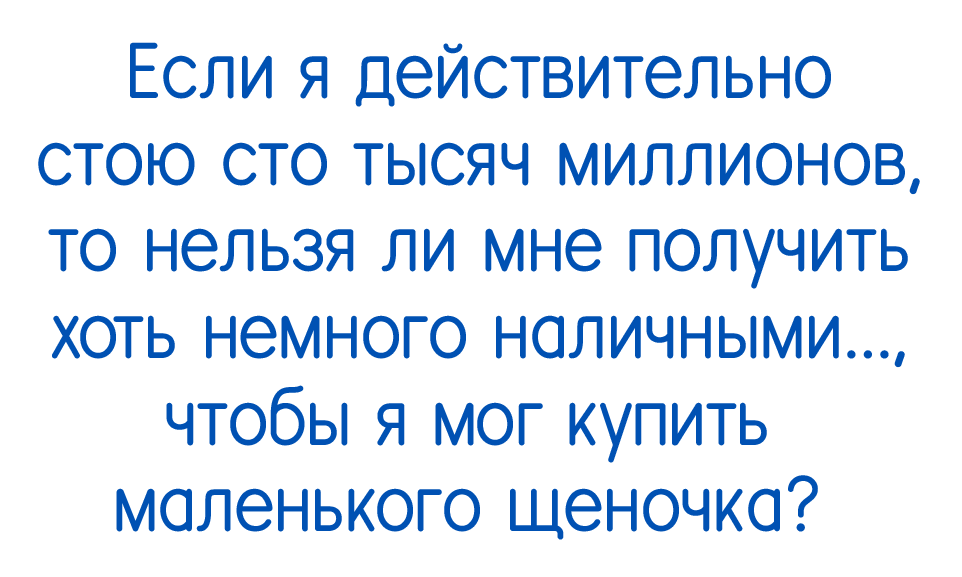 Если я действительно
стою сто тысяч миллионов,
то нельзя ли мне получить
хоть немного наличными...,
чтобы я мог купить
маленького щеночка?